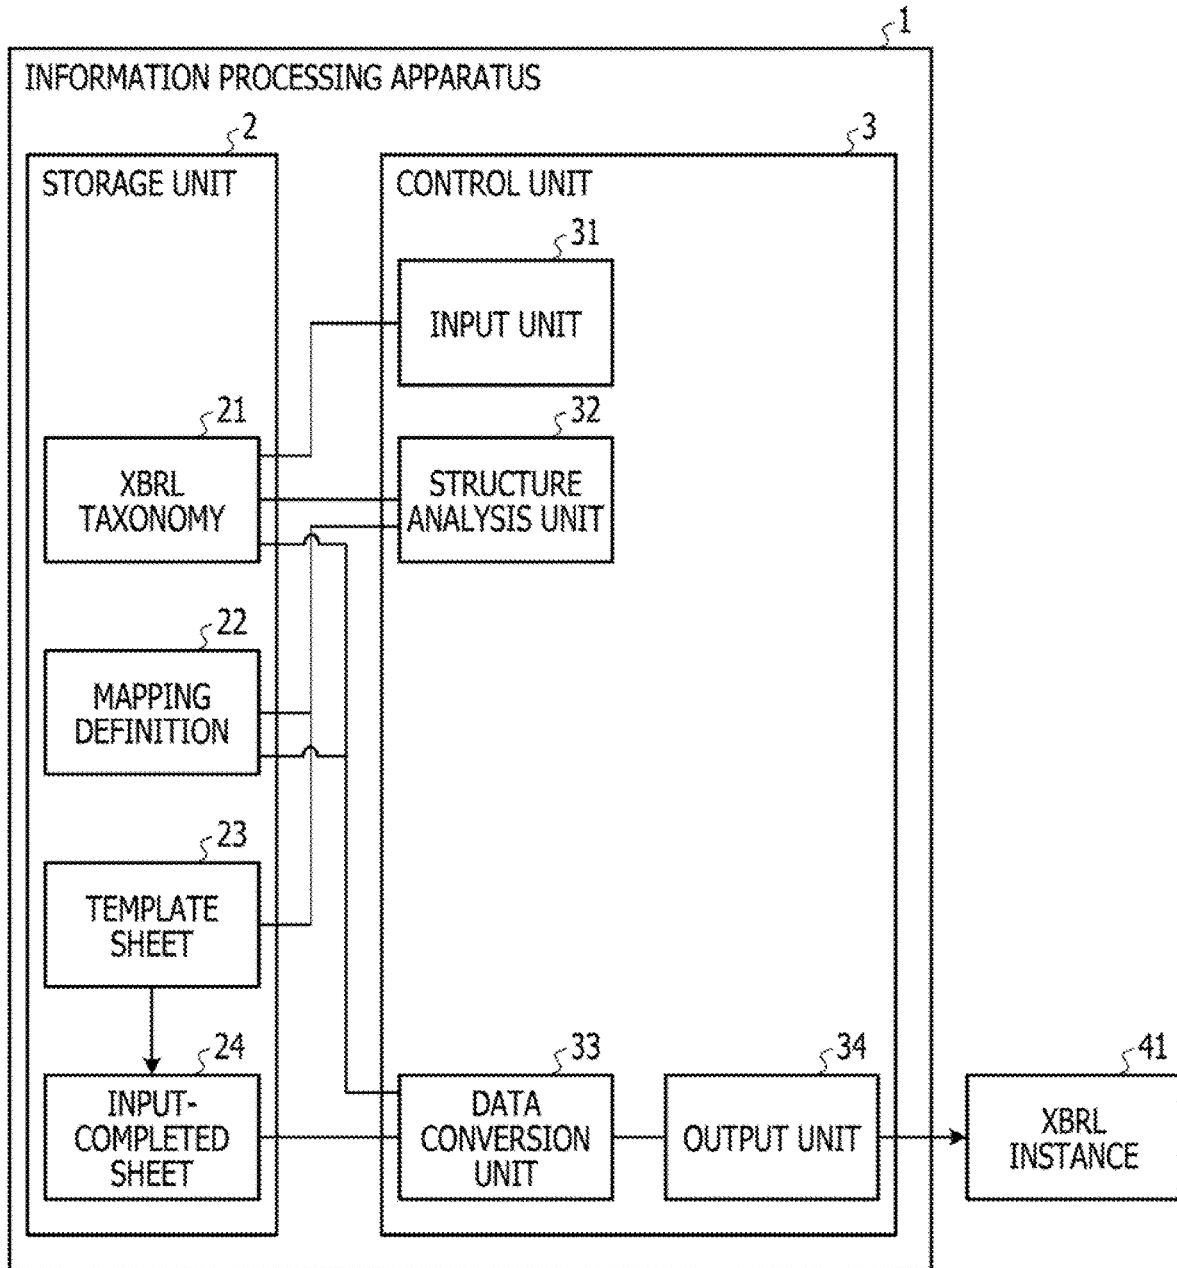 1
INFORMATION PROCESSING APPARATUS
2
3
STORAGE UNIT
CONTROL UNIT
31
INPUT UNIT
21
32
XBRL
TAXONOMY
STRUCTURE
ANALYSIS UNIT
22
MAPPING
DEFINITION
23
TEMPLATE
SHEET
24
33
34
41
INPUT-
COMPLETED
SHEET
DATA
CONVERSION
UNIT
OUTPUT UNIT
XBRL
INSTANCE